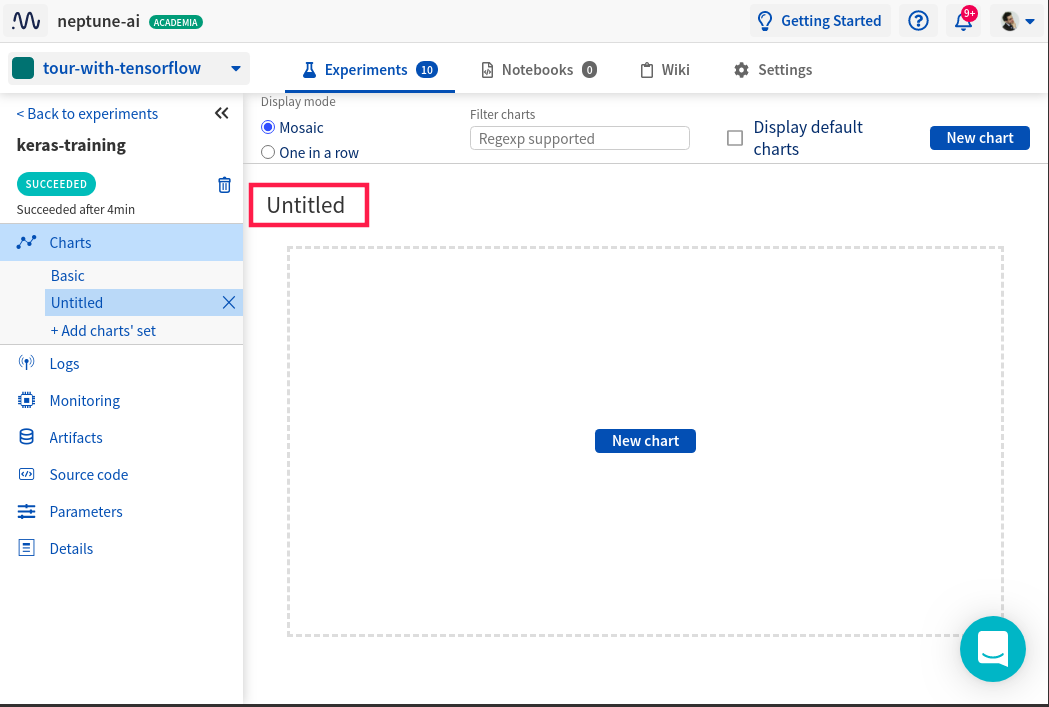 neptune-ai ACADEMIA
Getting Started
9+
tour-with-tensorflow
Experiments 10
Notebooks 0
Wiki
Settings
< Back to experiments
keras-training
SUCCEEDED
Succeeded after 4min
Charts
Basic
Untitled
+ Add charts' set
Logs
Monitoring
Artifacts
Source code
Parameters
Details
Display mode
Mosaic
One in a row
Filter charts
Regexp supported
Display default
charts
New chart
Untitled
New chart